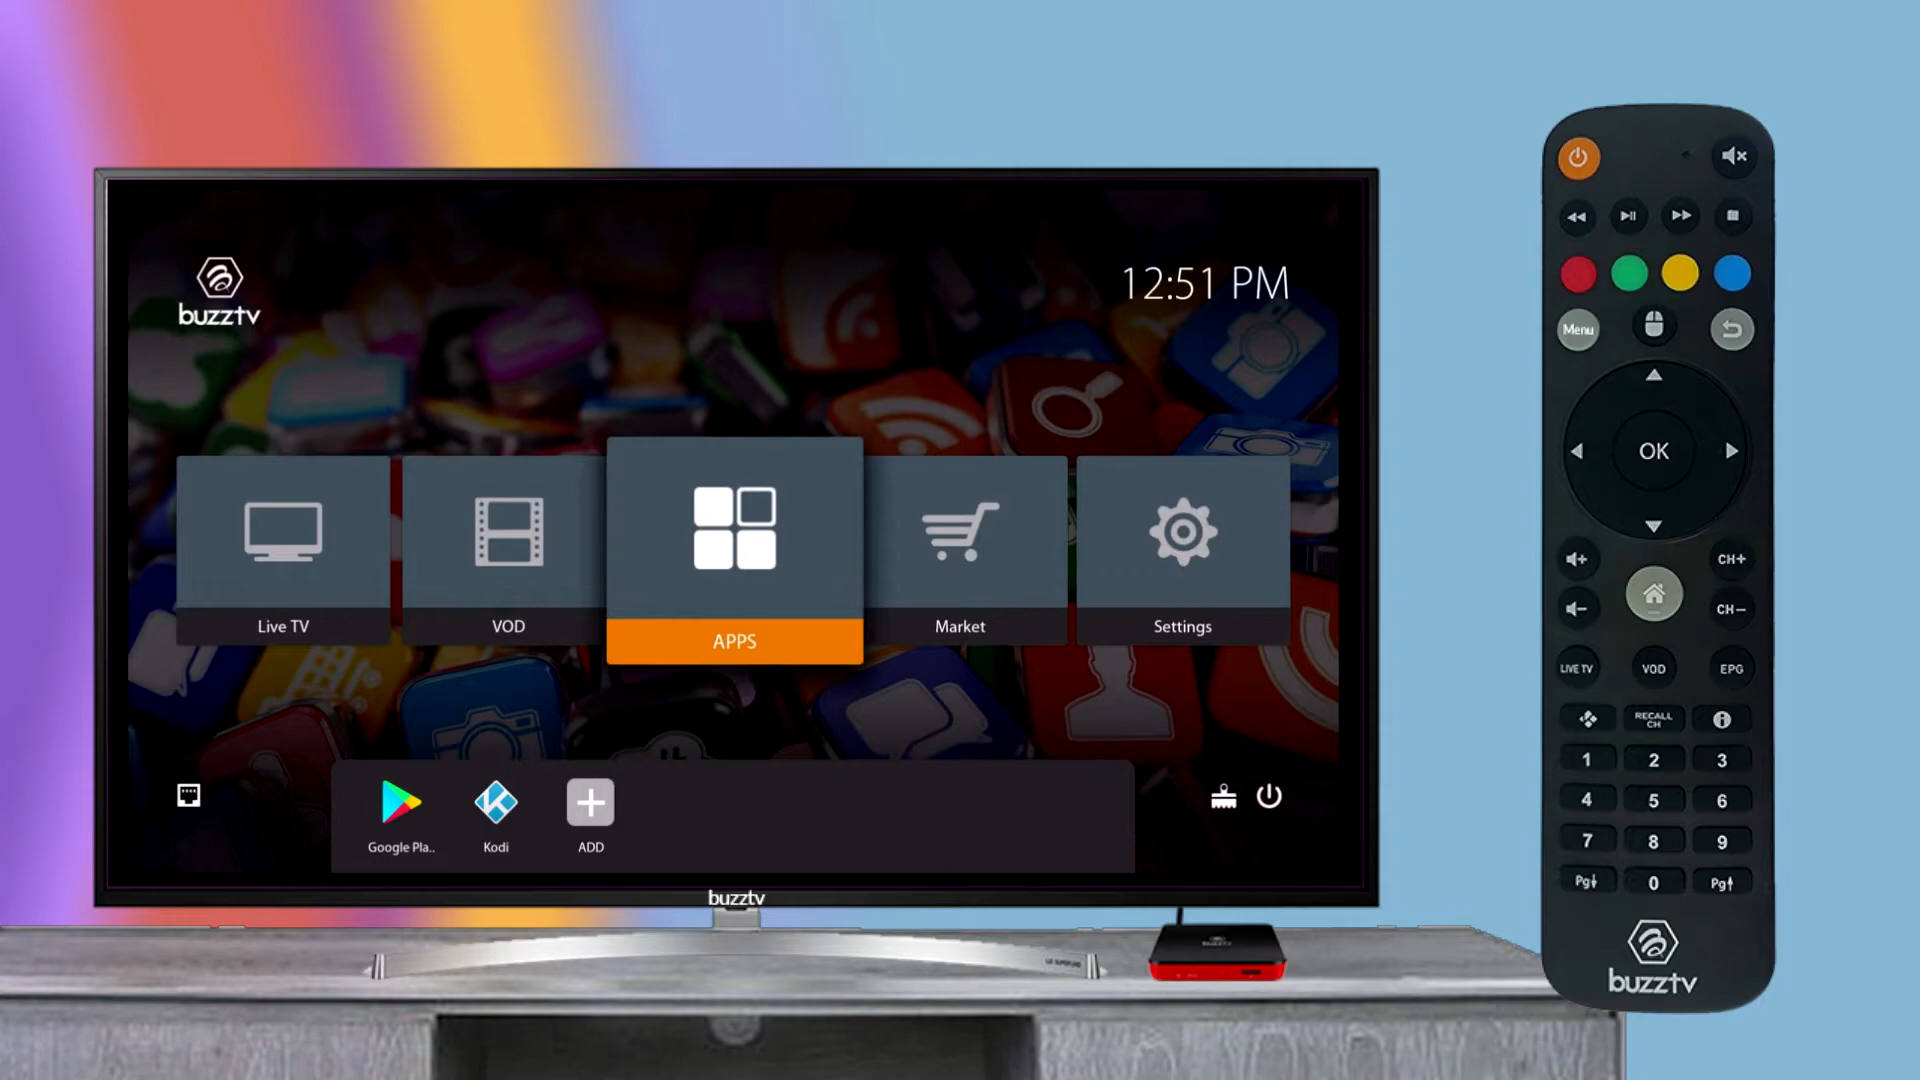 buzztv
12:51 PM
Live TV
VOD
APPS
Market
Settings
Google Pla..
Kodi
ADD
buzztv
buzztv
Menu
OK
CH+
CH–
LIVE TV
VOD
EPG
RECALL
CH
1 2 3
4 5 6
7 8 9
Pg 0 Pg
buzztv